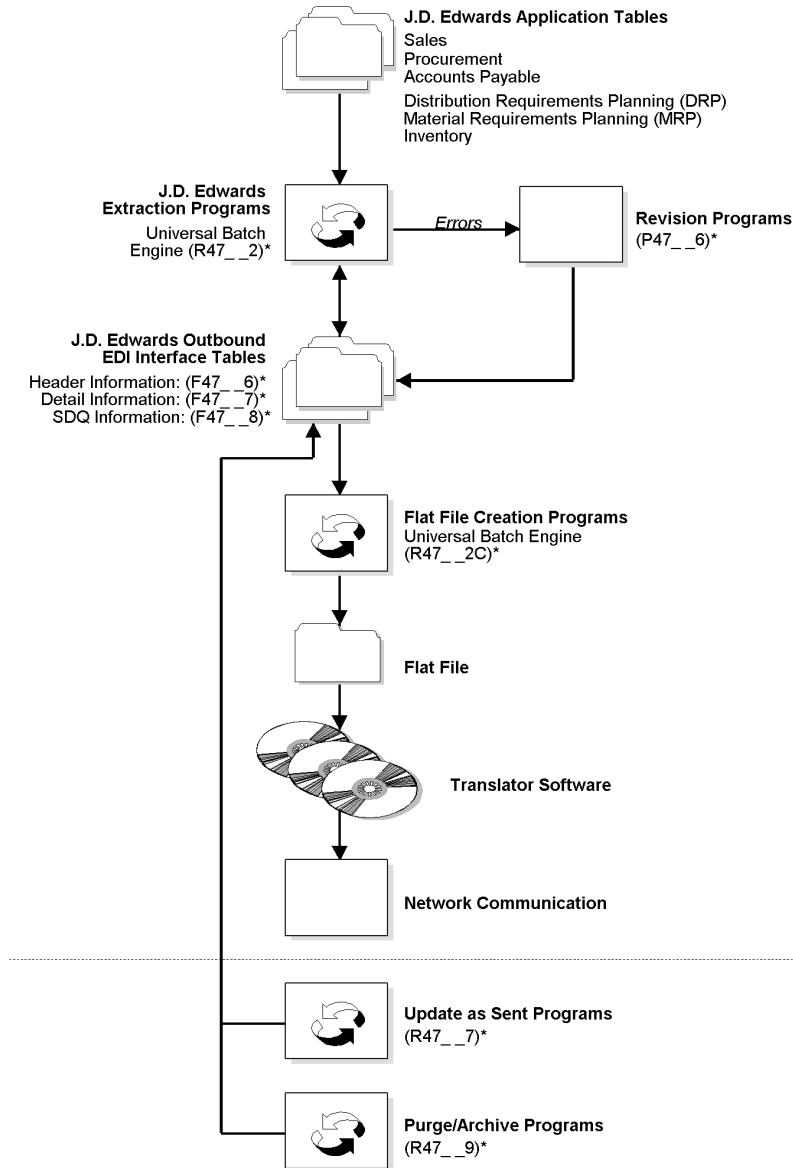 J.D. Edwards Application Tables
Sales
Procurement
Accounts Payable
Distribution Requirements Planning (DRP)
Material Requirements Planning (MRP)
Inventory
J.D. Edwards
Extraction Programs
Universal Batch
Engine (R47_ _2)*
Errors
Revision Programs
(P47_ _6)*
J.D. Edwards Outbound
EDI Interface Tables
Header Information: (F47_ _6)*
Detail Information: (F47_ _7)*
SDQ Information: (F47_ _8)*
Flat File Creation Programs
Universal Batch Engine
(R47_ _2C)*
Flat File
Translator Software
Network Communication
Update as Sent Programs
(R47_ _7)*
Purge/Archive Programs
(R47_ _9)*